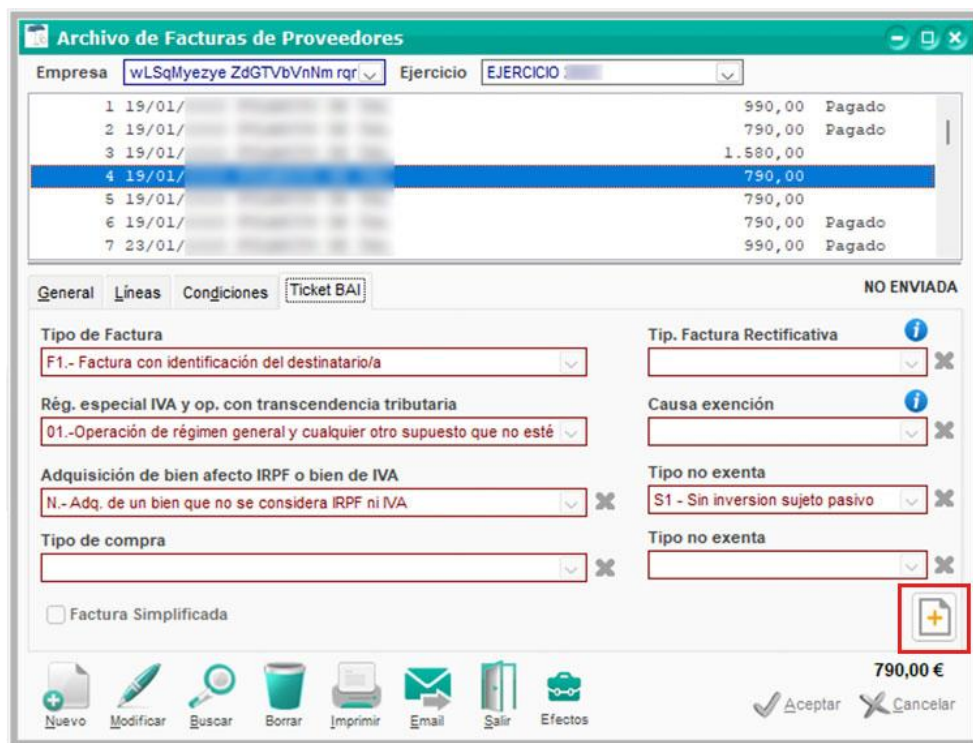 Archivo de Facturas de Proveedores
Empresa wLSqMyezye ZdGTVbVnNm rqr Ejercicio EJERCICIO
1 19/01/ 990,00 Pagado
2 19/01/ 790,00 Pagado
3 19/01/ 1.580,00
4 19/01/ 790,00
5 19/01/ 790,00
6 19/01/ 790,00 Pagado
7 23/01/ 990,00 Pagado
General Líneas Condiciones Ticket BAI NO ENVIADA
Tipo de Factura Tip. Factura Rectificativa
F1.- Factura con identificación del destinatario/a
Rég. especial IVA y op. con transcendencia tributaria Causa exención
01.-Operación de régimen general y cualquier otro supuesto que no esté
Adquisición de bien afecto IRPF o bien de IVA Tipo no exenta
N.- Adq. de un bien que no se considera IRPF ni IVA S1 - Sin inversion sujeto pasivo
Tipo de compra Tipo no exenta
Factura Simplificada
790,00 €
Nuevo Modificar Buscar Borrar Imprimir Email Salir Efectos Aceptar Cancelar